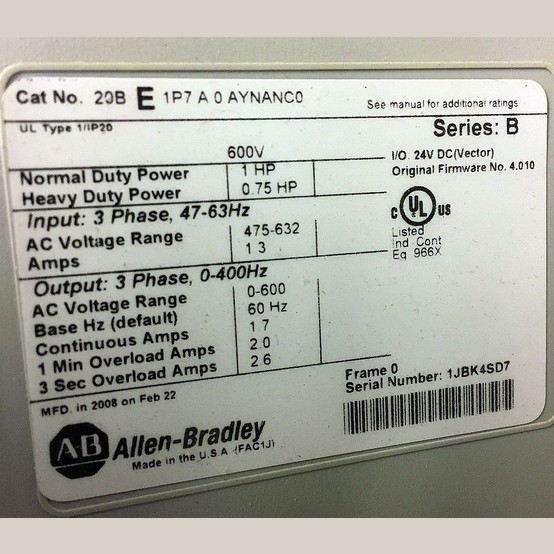 Cat No. 20B E 1P7 A 0 AYNANC0
See manual for additional ratings
UL Type 1/IP20
Series: B
600V
I/O. 24V DC(Vector)
Original Firmware No. 4.010
Normal Duty Power 1 HP
Heavy Duty Power 0.75 HP
Input: 3 Phase, 47-63Hz
AC Voltage Range 475-632
Amps 1 3
C UL US
Listed
Ind Cont
Eq 966X
Output: 3 Phase, 0-400Hz
AC Voltage Range 0-600
Base Hz (default) 60 Hz
Continuous Amps 1 7
1 Min Overload Amps 2.0
3 Sec Overload Amps 2 6
Frame 0
Serial Number: 1JBK4SD7
MFD. in 2008 on Feb 22
AB Allen-Bradley
Made in the U.S.A (FAC1J)